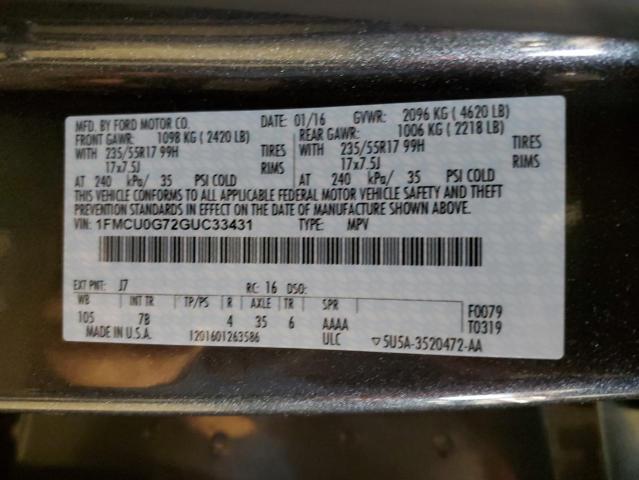 MFD. BY FORD MOTOR CO.
DATE: 01/16 GVWR: 2096 KG ( 4620 LB)
FRONT GAWR: 1098 KG ( 2420 LB) REAR GAWR: 1006 KG ( 2218 LB)
WITH 235/55R17 99H TIRES WITH 235/55R17 99H TIRES
17x7.5J RIMS 17x7.5J RIMS
AT 240 kPa/ 35 PSI COLD AT 240 kPa/ 35 PSI COLD
THIS VEHICLE CONFORMS TO ALL APPLICABLE FEDERAL MOTOR VEHICLE SAFETY AND THEFT
PREVENTION STANDARDS IN EFFECT ON THE DATE OF MANUFACTURE SHOWN ABOVE.
VIN: 1FMCU0G72GUC33431 TYPE: MPV
EXT PNT: J7 RC: 16 DSO:
WB INT TR TP/PS R AXLE TR SPR F0079
105 7B 4 35 6 AAAA T0319
MADE IN U.S.A. 1201601263586 ULC ▽5U5A-3520472-AA